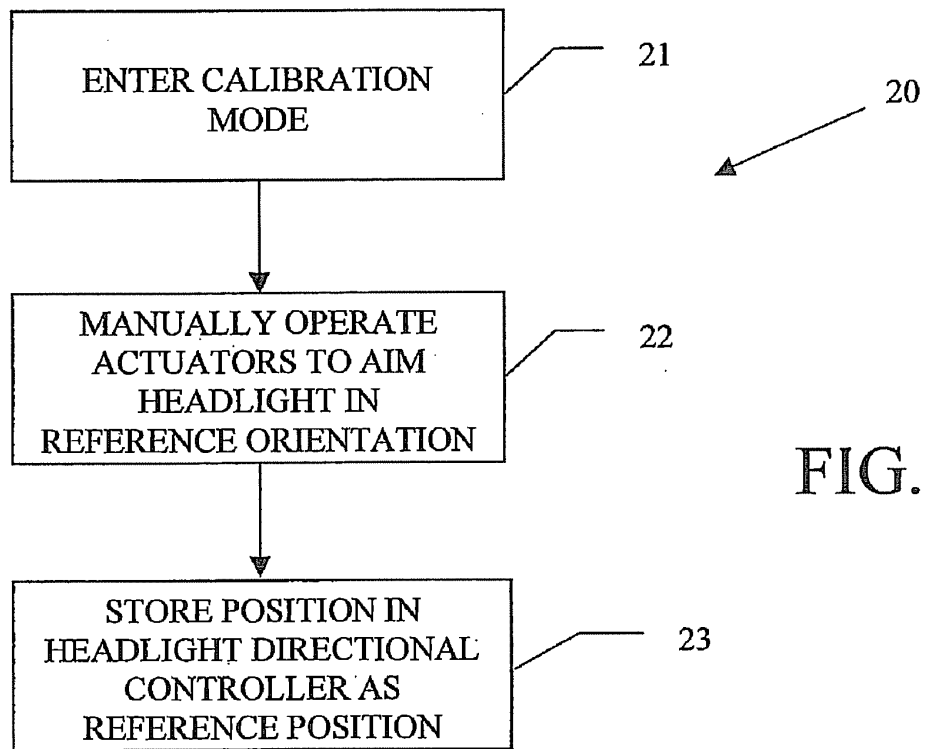 ENTER CALIBRATION
MODE
21
20
MANUALLY OPERATE
ACTUATORS TO AIM
HEADLIGHT IN
REFERENCE ORIENTATION
22
FIG.
STORE POSITION IN
HEADLIGHT DIRECTIONAL
CONTROLLER AS
REFERENCE POSITION
23